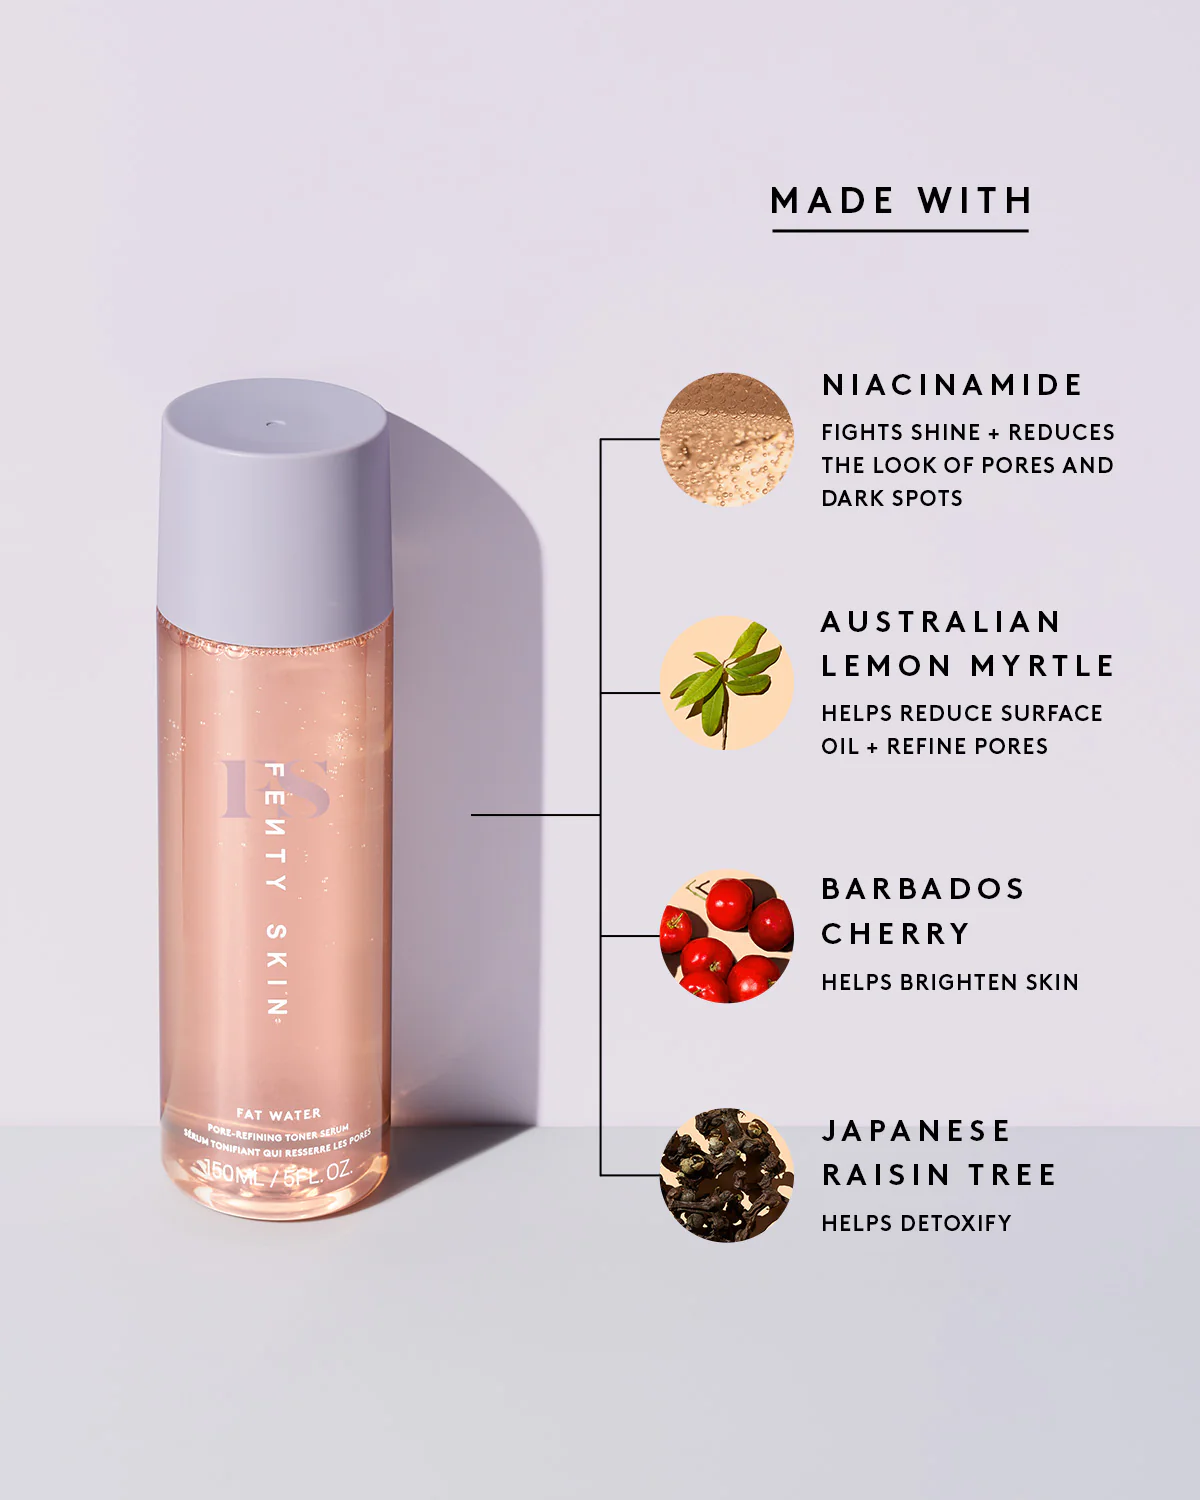 MADE WITH
NIACINAMIDE
FIGHTS SHINE + REDUCES
THE LOOK OF PORES AND
DARK SPOTS
AUSTRALIAN
LEMON MYRTLE
HELPS REDUCE SURFACE
OIL + REFINE PORES
BARBADOS
CHERRY
HELPS BRIGHTEN SKIN
JAPANESE
RAISIN TREE
HELPS DETOXIFY
FS
FEИTY SKIN
FAT WATER
PORE-REFINING TONER SERUM
SÉRUM TONIFIANT QUI RESSERRE LES PORES
150ML / 5FL. OZ.